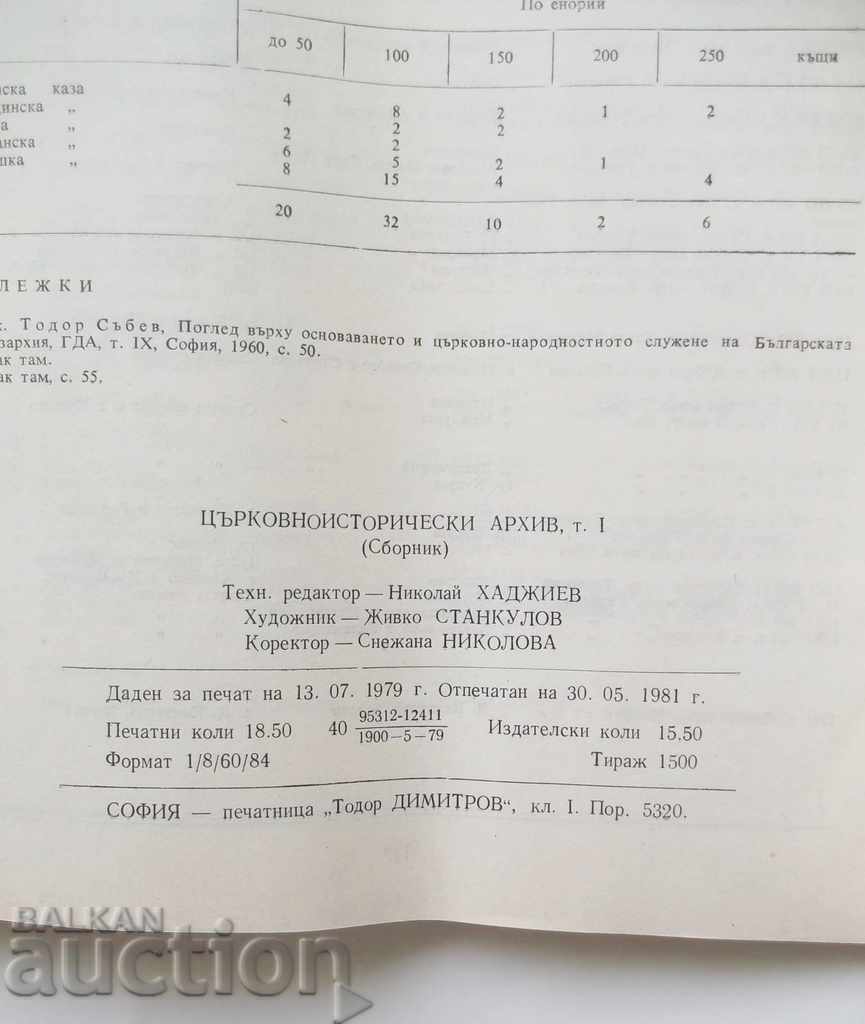 По енории
до 50 100 150 200 250 къщи
каза
4 8 2 1 2
„ 2 2
„ 2 2
„ 6 5 2 1
„ 8 15 4 4
20 32 10 2 6
ЛЕЖКИ
Тодор Събев, Поглед върху основаването и църковно-народностното служене на Българската
зархия, ГДА, т. IX, София, 1960, с. 50.
ак там.
ак там, с. 55.
ЦЪРКОВНОИСТОРИЧЕСКИ АРХИВ, т. I
(Сборник)
Техн. редактор — Николай ХАДЖИЕВ
Художник — Живко СТАНКУЛОВ
Коректор — Снежана НИКОЛОВА
Даден за печат на 13. 07. 1979 г. Отпечатан на 30. 05. 1981 г.
Печатни коли 18.50 40 95312-12411 / 1900—5—79 Издателски коли 15.50
Формат 1/8/60/84 Тираж 1500
СОФИЯ — печатница „Тодор ДИМИТРОВ“, кл. I. Пор. 5320.
BALKAN
auction